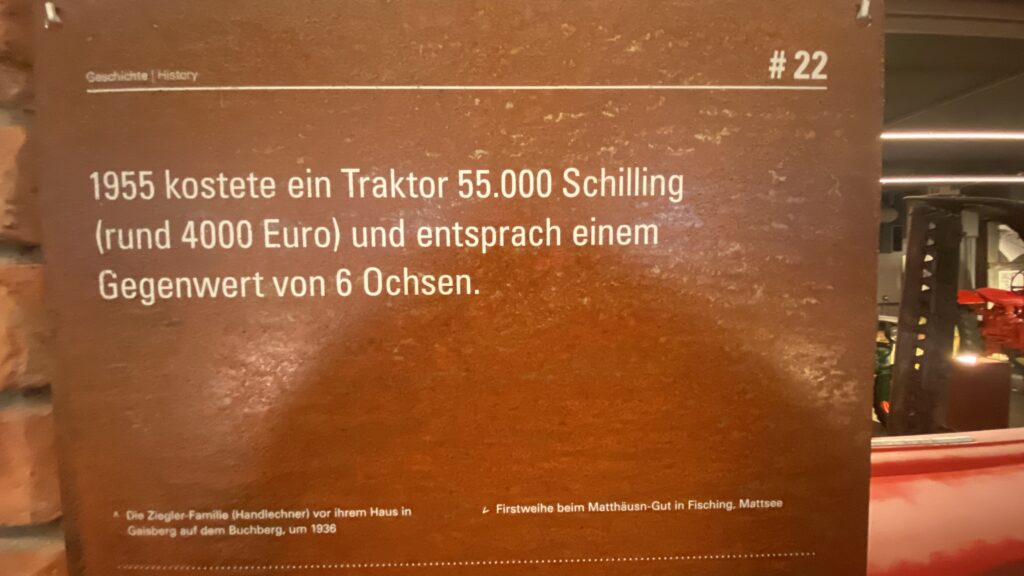 Geschichte | History
# 22
1955 kostete ein Traktor 55.000 Schilling
(rund 4000 Euro) und entsprach einem
Gegenwert von 6 Ochsen.
^ Die Ziegler-Familie (Handlechner) vor ihrem Haus in
Gaisberg auf dem Buchberg, um 1936
< Firstweihe beim Matthäusn-Gut in Fisching, Mattsee